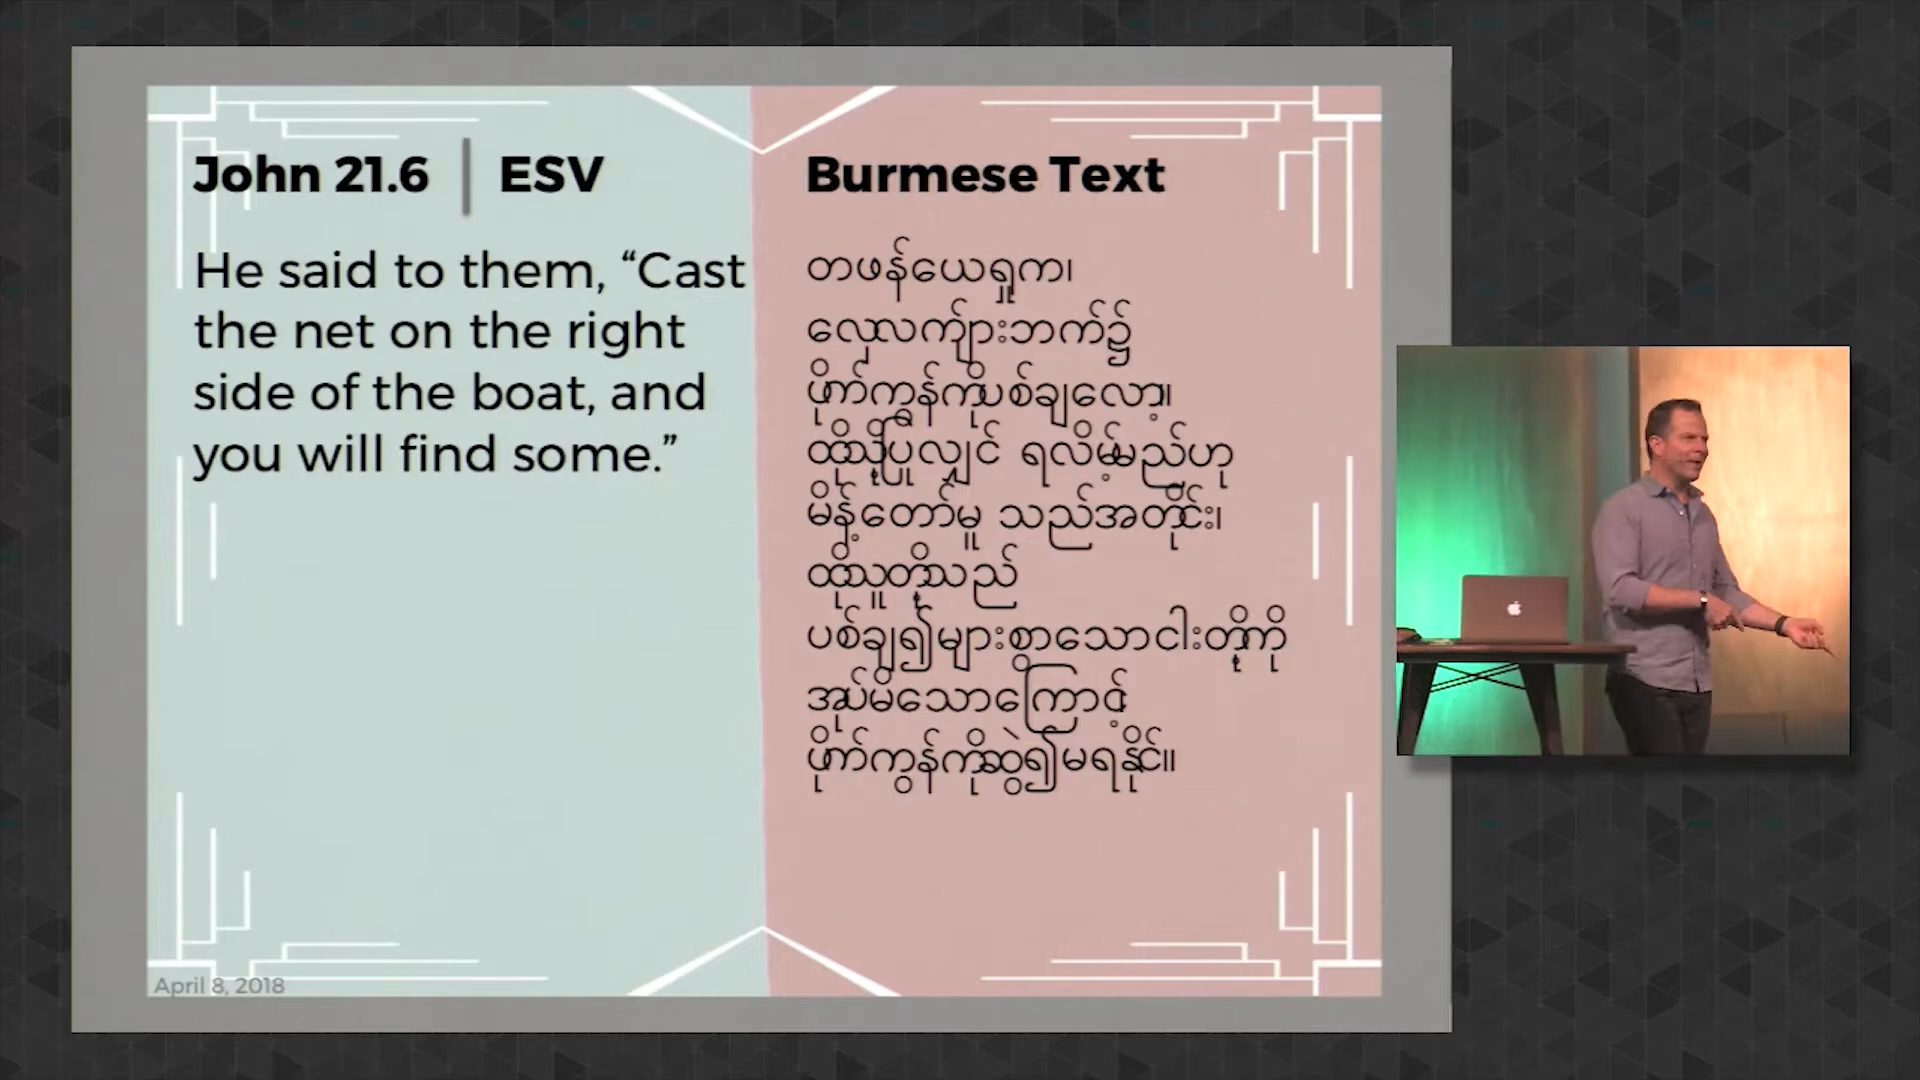 John 21.6 | ESV
He said to them, “Cast
the net on the right
side of the boat, and
you will find some.”
Burmese Text
တဖန်ယေရှုက၊
လှေလက်ျားဘက်၌
ဖိုက်ကွန်ကိုပစ်ချလော့၊
ထိုသို့ပြုလျှင် ရလိမ့်မည်ဟု
မိန့်တော်မူ သည်အတိုင်း၊
ထိုသူတို့သည်
ပစ်ချ၍များစွာသောငါးတို့ကို
အုပ်မိသောကြောင့်
ဖိုက်ကွန်ကိုဆွဲ၍မရနိုင်။
April 8, 2018